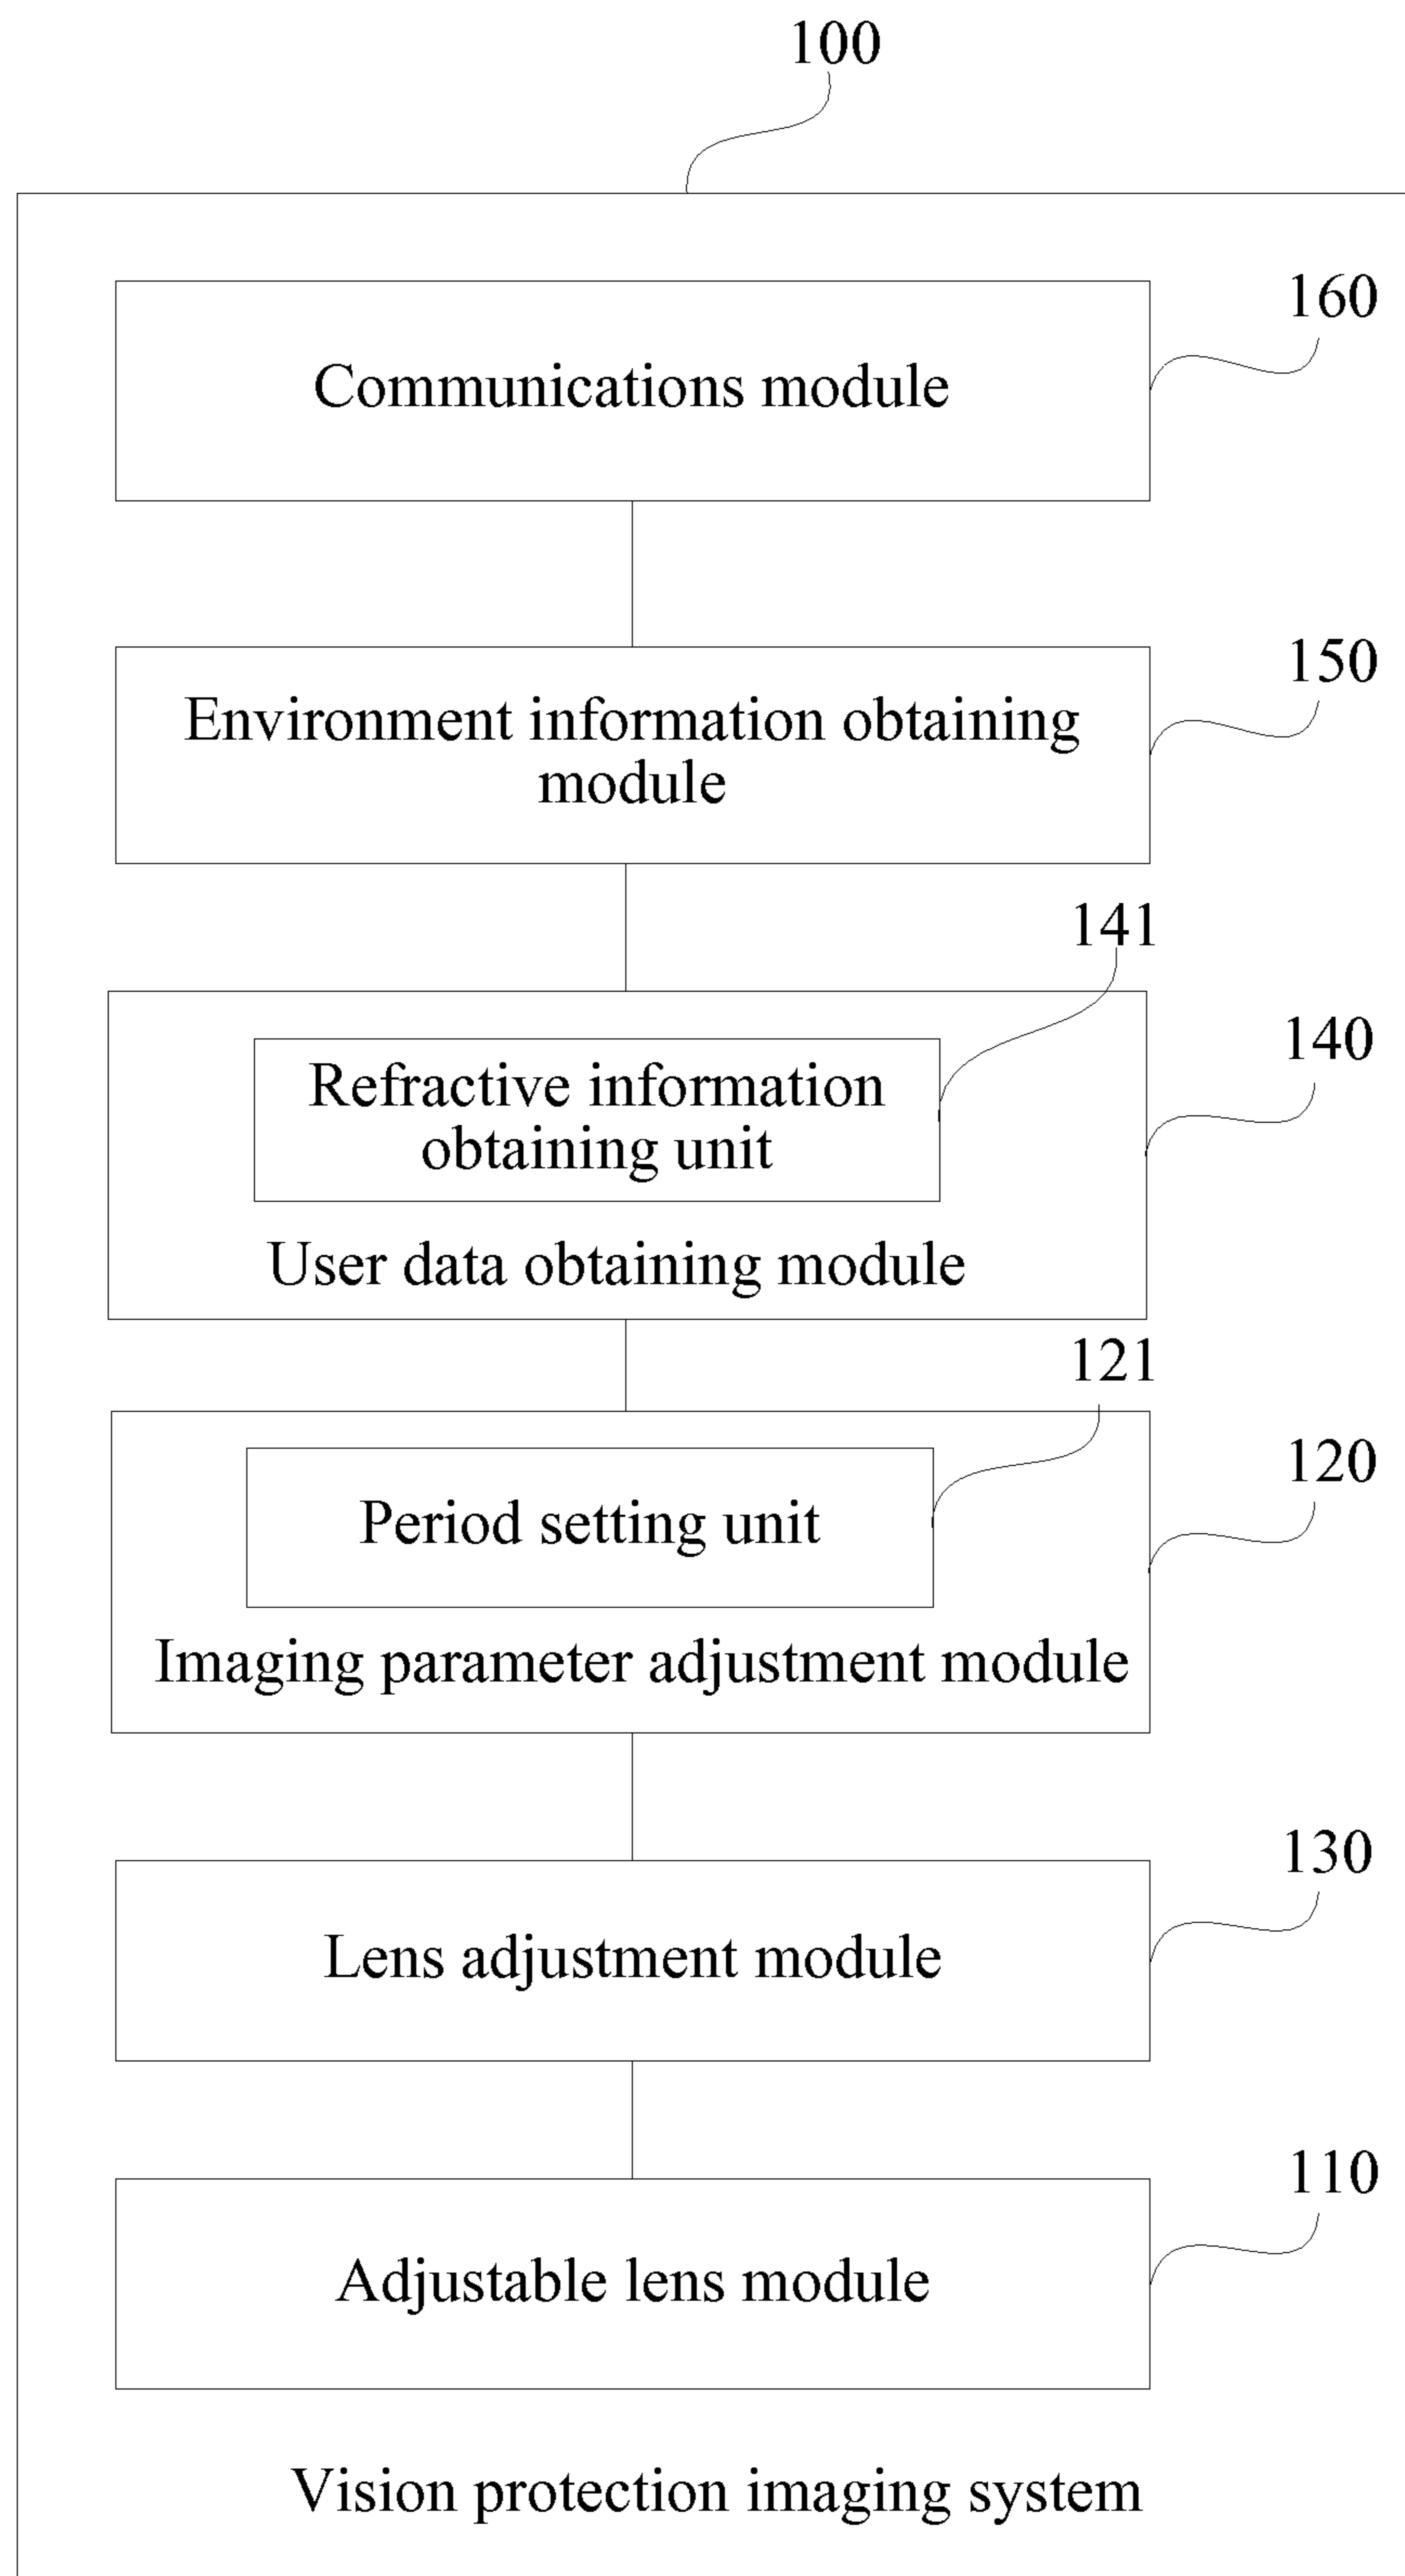 100
160
Communications module
150
Environment information obtaining
module
141
140
Refractive information
obtaining unit
User data obtaining module
121
120
Period setting unit
Imaging parameter adjustment module
130
Lens adjustment module
110
Adjustable lens module
Vision protection imaging system